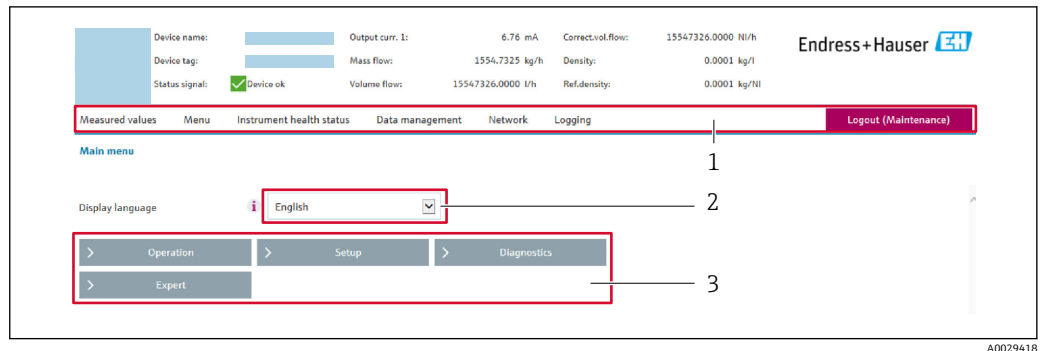 Device name: Output curr. 1: 6.76 mA Correct.vol.flow: 15547326.0000 Nl/h
Endress+Hauser EH
Device tag: Mass flow: 1554.7325 kg/h Density: 0.0001 kg/l
Status signal: Device ok Volume flow: 15547326.0000 l/h Ref.density: 0.0001 kg/Nl
Measured values Menu Instrument health status Data management Network Logging Logout (Maintenance)
1
Main menu
Display language i English 2
> Operation > Setup > Diagnostics
> Expert 3
A0029418